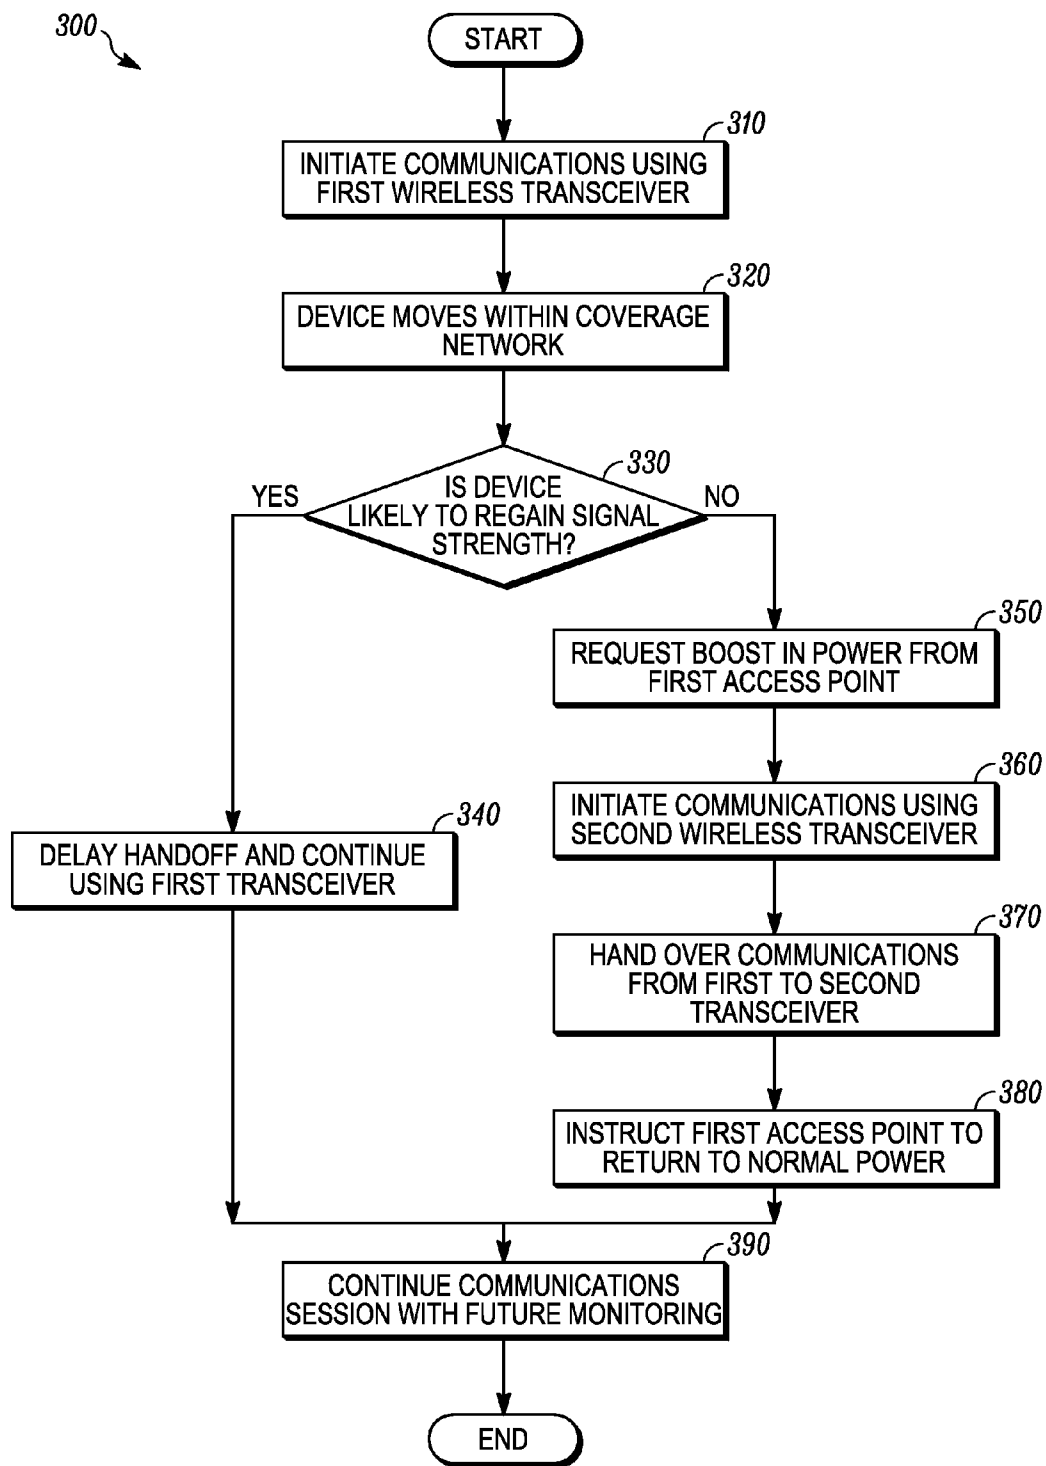 300
START
310
INITIATE COMMUNICATIONS USING
FIRST WIRELESS TRANSCEIVER
320
DEVICE MOVES WITHIN COVERAGE
NETWORK
330
YES
NO
IS DEVICE
LIKELY TO REGAIN SIGNAL
STRENGTH?
350
REQUEST BOOST IN POWER FROM
FIRST ACCESS POINT
360
INITIATE COMMUNICATIONS USING
SECOND WIRELESS TRANSCEIVER
340
DELAY HANDOFF AND CONTINUE
USING FIRST TRANSCEIVER
370
HAND OVER COMMUNICATIONS
FROM FIRST TO SECOND
TRANSCEIVER
380
INSTRUCT FIRST ACCESS POINT TO
RETURN TO NORMAL POWER
390
CONTINUE COMMUNICATIONS
SESSION WITH FUTURE MONITORING
END